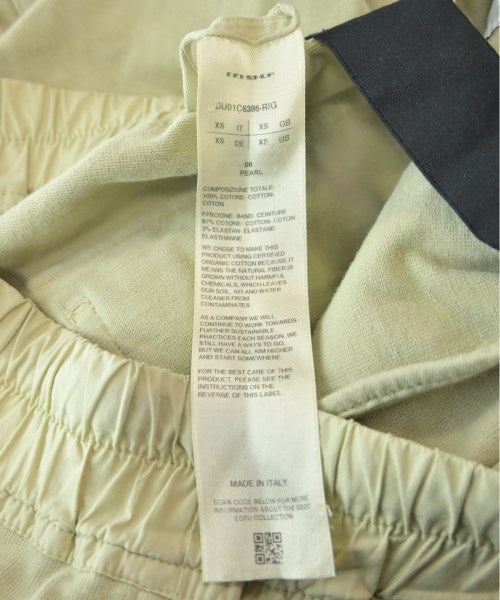 DU01C6386-RIG
XS IT XS GB
XS DE XS US
08
PEARL
COMPOSIZIONE TOTALE-
100% COTONE- COTTON-
COTTON
FASCIONE- BAND- CEINTURE
97% COTONE- COTTON- COTON
3% ELASTAN- ELASTANE-
ELASTHANNE
WE CHOSE TO MAKE THIS
PRODUCT USING CERTIFIED
ORGANIC COTTON BECAUSE IT
MEANS THE NATURAL FIBER IS
GROWN WITHOUT HARMFUL
CHEMICALS, WHICH LEAVES
OUR SOIL, AIR AND WATER
CLEANER FROM
CONTAMINATES.
AS A COMPANY WE WILL
CONTINUE TO WORK TOWARDS
FURTHERING SUSTAINABLE
PRACTICES EACH SEASON. WE
STILL HAVE A WAYS TO GO,
BUT WE CAN ALL AIM HIGHER
AND START SOMEWHERE.
FOR THE BEST CARE OF THIS
PRODUCT, PLEASE SEE THE
INSTRUCTIONS ON THE
REVERSE OF THIS LABEL.
MADE IN ITALY
SCAN CODE BELOW FOR MORE
INFORMATION ABOUT THE SS22
EDFU COLLECTION